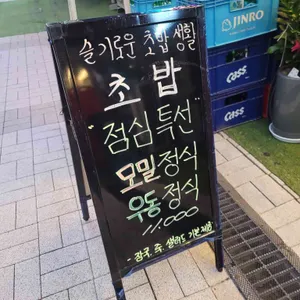 슬기로운 초밥 생활
초밥
"점심 특선"
모밀 정식
우동 정식
11,000
JINRO
cass
cass